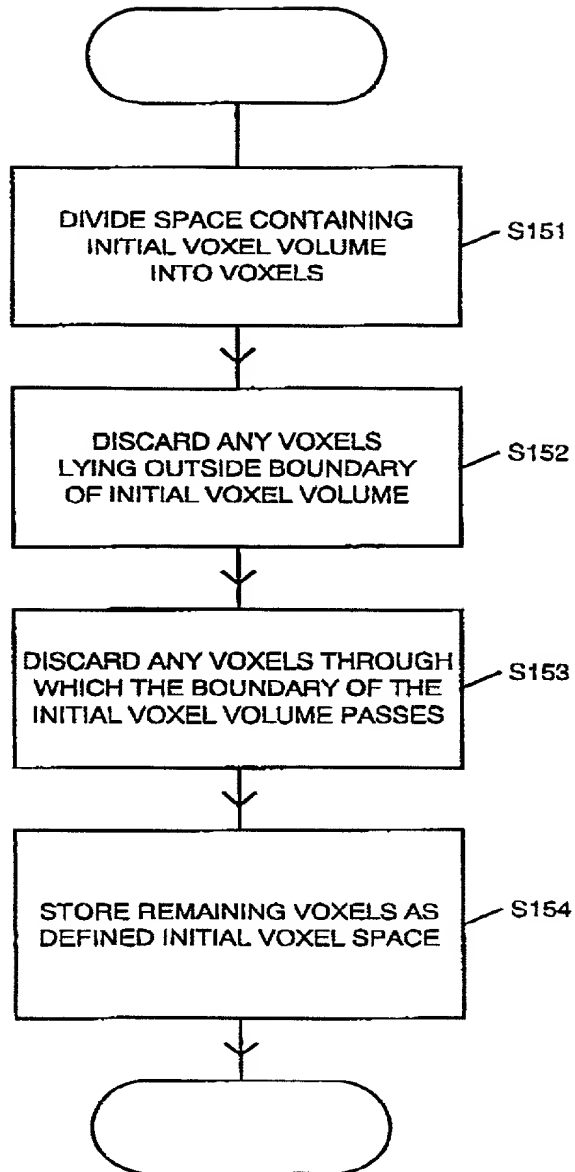 DIVIDE SPACE CONTAINING
INITIAL VOXEL VOLUME
INTO VOXELS
S151
DISCARD ANY VOXELS
LYING OUTSIDE BOUNDARY
OF INITIAL VOXEL VOLUME
S152
DISCARD ANY VOXELS THROUGH
WHICH THE BOUNDARY OF THE
INITIAL VOXEL VOLUME PASSES
S153
STORE REMAINING VOXELS AS
DEFINED INITIAL VOXEL SPACE
S154